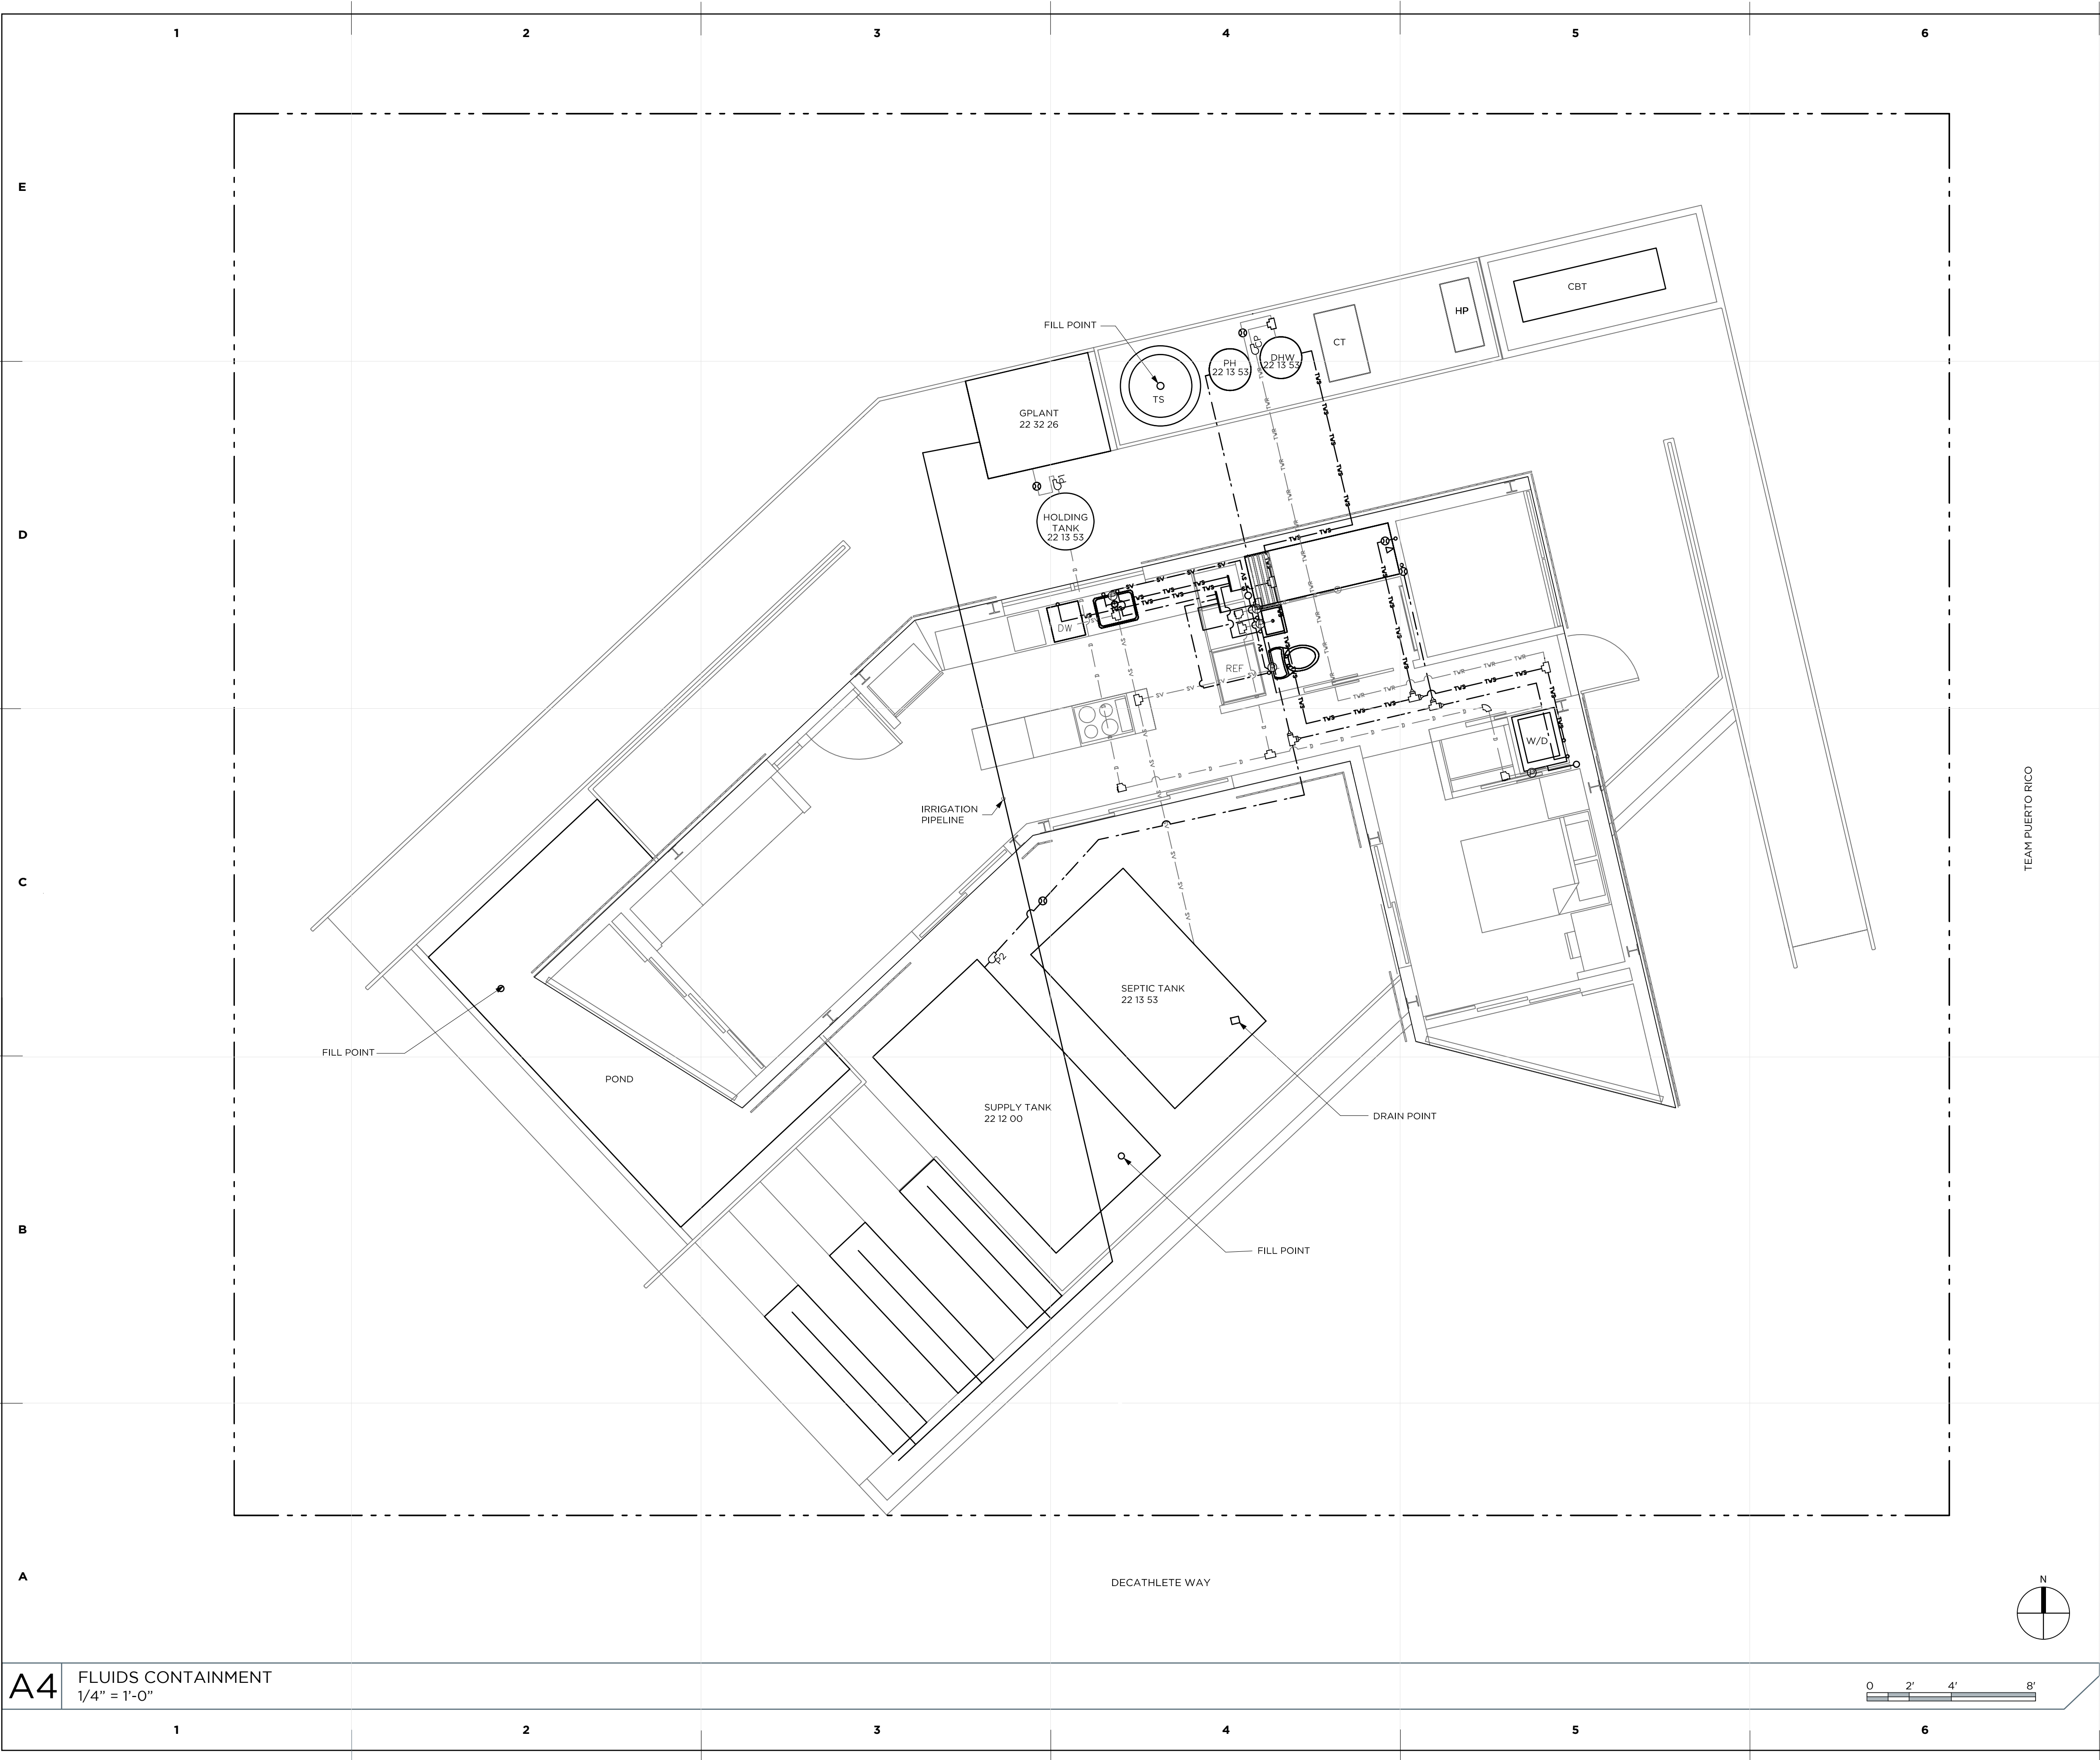 1 2 3 4 5 6
E
CBT
HP
FILL POINT
CT
CP
PH
22 13 53
DHW
22 13 53
TS
GPLANT
22 32 26
P1
D
HOLDING
TANK
22 13 53
DW
REF
W/D
IRRIGATION
PIPELINE
TEAM PUERTO RICO
C
P2
SEPTIC TANK
22 13 53
FILL POINT
POND
SUPPLY TANK
22 12 00
DRAIN POINT
B
FILL POINT
A
DECATHLETE WAY
N
A4
FLUIDS CONTAINMENT
1/4” = 1’-0”
0 2’ 4’ 8’
1 2 3 4 5 6